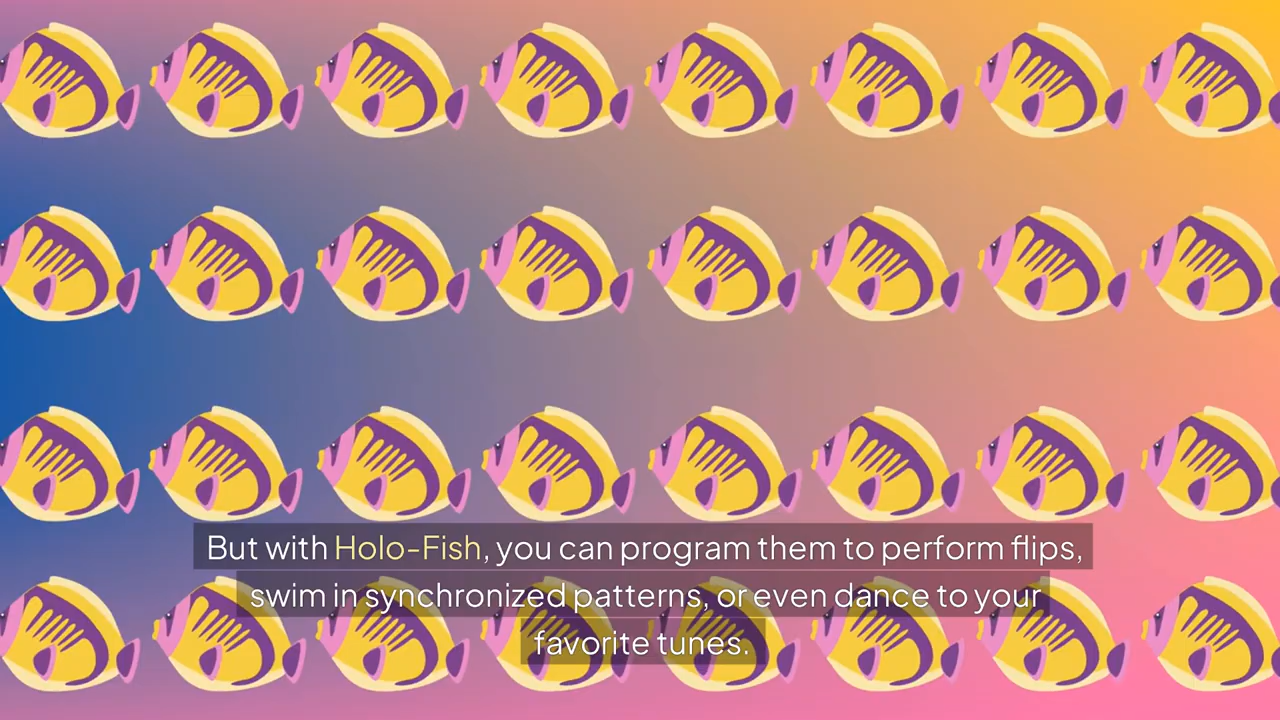 But with Holo-Fish, you can program them to perform flips,
swim in synchronized patterns, or even dance to your
favorite tunes.